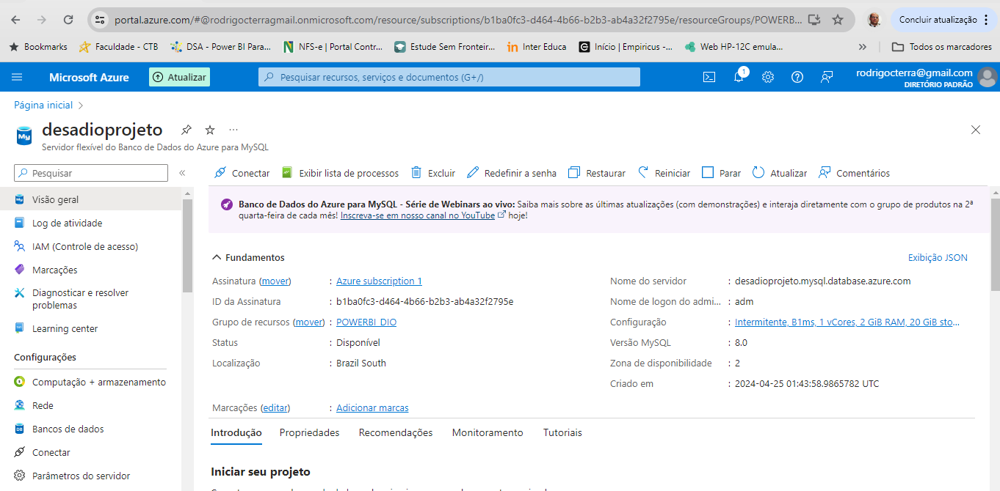 portal.azure.com/#@rodrigocterragmail.onmicrosoft.com/resource/subscriptions/b1ba0fc3-d464-4b66-b2b3-ab4a32f2795e/resourceGroups/POWERB...
Concluir atualização
Bookmarks
Faculdade - CTB
DSA - Power BI Para...
NFS-e | Portal Contr...
Estude Sem Fronteir...
in Inter Educa
Início | Empiricus -...
Web HP-12C emula...
»
Todos os marcadores
Microsoft Azure
Atualizar
Pesquisar recursos, serviços e documentos (G+/)
1
rodrigocterra@gmail.com
DIRETÓRIO PADRÃO
Página inicial >
My
desadioprojeto
...
Servidor flexível do Banco de Dados do Azure para MySQL
Pesquisar
«
Conectar
Exibir lista de processos
Excluir
Redefinir a senha
Restaurar
Reiniciar
Parar
Atualizar
Comentários
Visão geral
Log de atividade
IAM (Controle de acesso)
Marcações
Diagnosticar e resolver
problemas
Learning center
Configurações
Computação + armazenamento
Rede
Bancos de dados
Conectar
Parâmetros do servidor
Banco de Dados do Azure para MySQL - Série de Webinars ao vivo: Saiba mais sobre as últimas atualizações (com demonstrações) e interaja diretamente com o grupo de produtos na 2ª
quarta-feira de cada mês! Inscreva-se em nosso canal no YouTube hoje!
Fundamentos
Exibição JSON
Assinatura (mover) : Azure subscription 1
ID da Assinatura : b1ba0fc3-d464-4b66-b2b3-ab4a32f2795e
Grupo de recursos (mover) : POWERBI_DIO
Status : Disponível
Localização : Brazil South
Nome do servidor : desadioprojeto.mysql.database.azure.com
Nome de logon do admi... : adm
Configuração : Intermitente, B1ms, 1 vCores, 2 GiB RAM, 20 GiB sto...
Versão MySQL : 8.0
Zona de disponibilidade : 2
Criado em : 2024-04-25 01:43:58.9865782 UTC
Marcações (editar) : Adicionar marcas
Introdução
Propriedades
Recomendações
Monitoramento
Tutoriais
Iniciar seu projeto